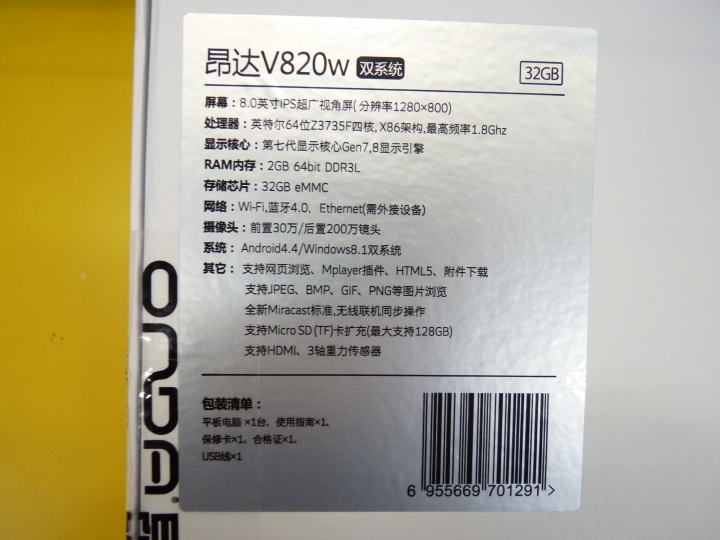 昂达V820w 双系统 32GB
屏幕：8.0英寸IPS超广视角屏(分辨率1280×800)
处理器：英特尔64位Z3735F四核, X86架构,最高频率1.8Ghz
显示核心：第七代显示核心Gen7,8显示引擎
RAM内存：2GB 64bit DDR3L
存储芯片：32GB eMMC
网络：Wi-Fi,蓝牙4.0, Ethernet(需外接设备)
摄像头：前置30万/后置200万镜头
系统： Android4.4/Windows8.1双系统
其它： 支持网页浏览、Mplayer插件、HTML5、附件下载
支持JPEG、BMP、GIF、PNG等图片浏览
全新Miracast标准,无线联机同步操作
支持Micro SD (TF)卡扩充(最大支持128GB)
支持HDMI、3轴重力传感器
包装清单：
平板电脑 ×1台、使用指南×1、
保修卡×1、合格证×1、
USB线×1
6 955669 701291 >